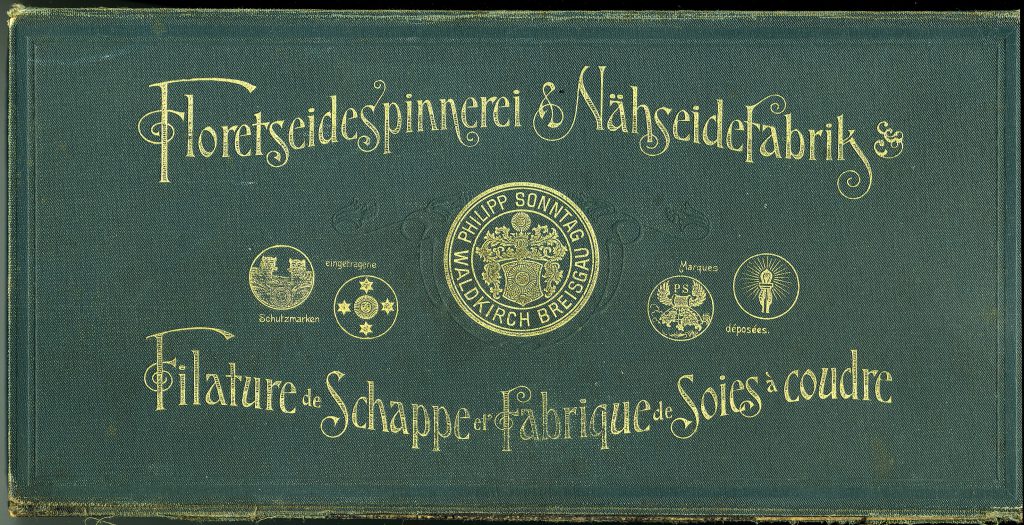 Floretseidespinnerei & Nähseidefabrik
PHILIPP SONNTAG
WALDKIRCH BREISGAU
eingetragene
Schutzmarken
Marques
PS
déposées.
Filature de Schappe et Fabrique de Soies à coudre